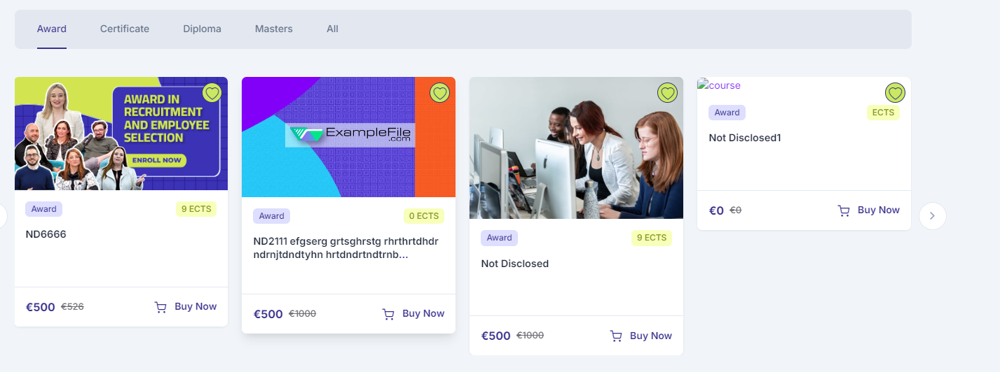 Award Certificate Diploma Masters All
AWARD IN
RECRUITMENT
AND EMPLOYEE
SELECTION
ENROLL NOW
Award 9 ECTS
ND6666
€500 €526 Buy Now
ExampleFile
.com
Award 0 ECTS
ND2111 efgserg grtsghrstg rhrthrtdhdr
ndrnjtdndtyhn hrtdndrtndtrnb...
€500 €1000 Buy Now
Award 9 ECTS
Not Disclosed
€500 €1000 Buy Now
course
Award ECTS
Not Disclosed1
€0 €0 Buy Now